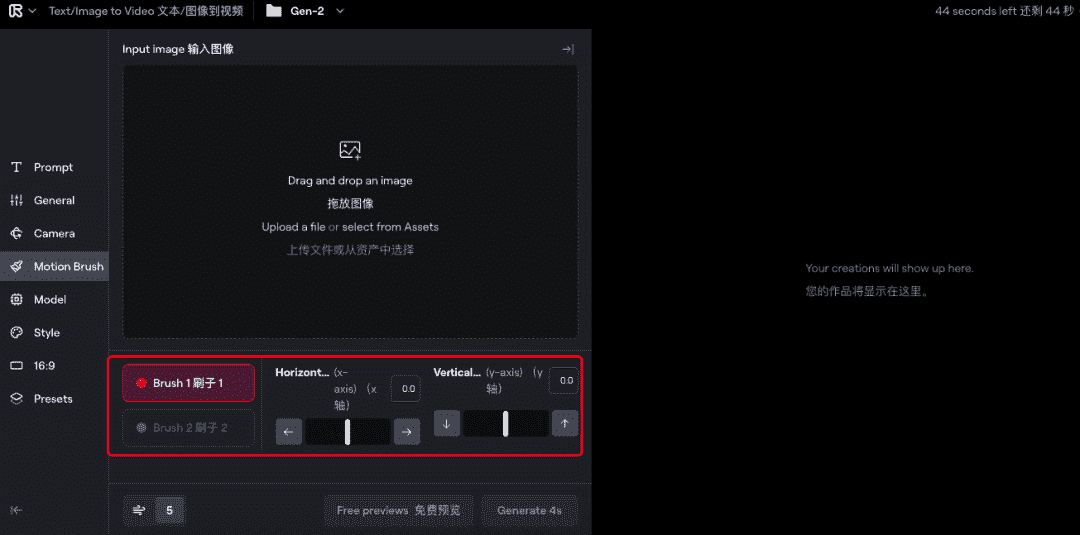 Text/Image to Video 文本/图像到视频
Gen-2
44 seconds left 还剩 44 秒
Input image 输入图像
Drag and drop an image
拖放图像
Upload a file or select from Assets
上传文件或从资产中选择
Prompt
General
Camera
Motion Brush
Model
Style
16:9
Presets
Your creations will show up here.
您的作品将显示在这里。
Brush 1 刷子 1
Brush 2 刷子 2
Horizont... (x-
axis) (x
轴)
0.0
Vertical... (y-axis) (y
轴)
0.0
5
Free previews 免费预览
Generate 4s